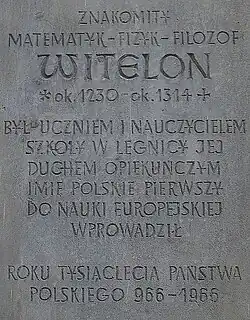 ZNAKOMITY
MATEMATYK-FIZYK-FILOZOF
WITELON
* ok. 1230 - ok. 1314 +
BYŁ UCZNIEM I NAUCZYCIELEM
SZKOŁY W LEGNICY JEJ
DUCHEM OPIEKUŃCZYM
IMIĘ POLSKIE PIERWSZY
DO NAUKI EUROPEJSKIEJ
WPROWADZIŁ
ROKU TYSIĄCLECIA PAŃSTWA
POLSKIEGO 966-1966